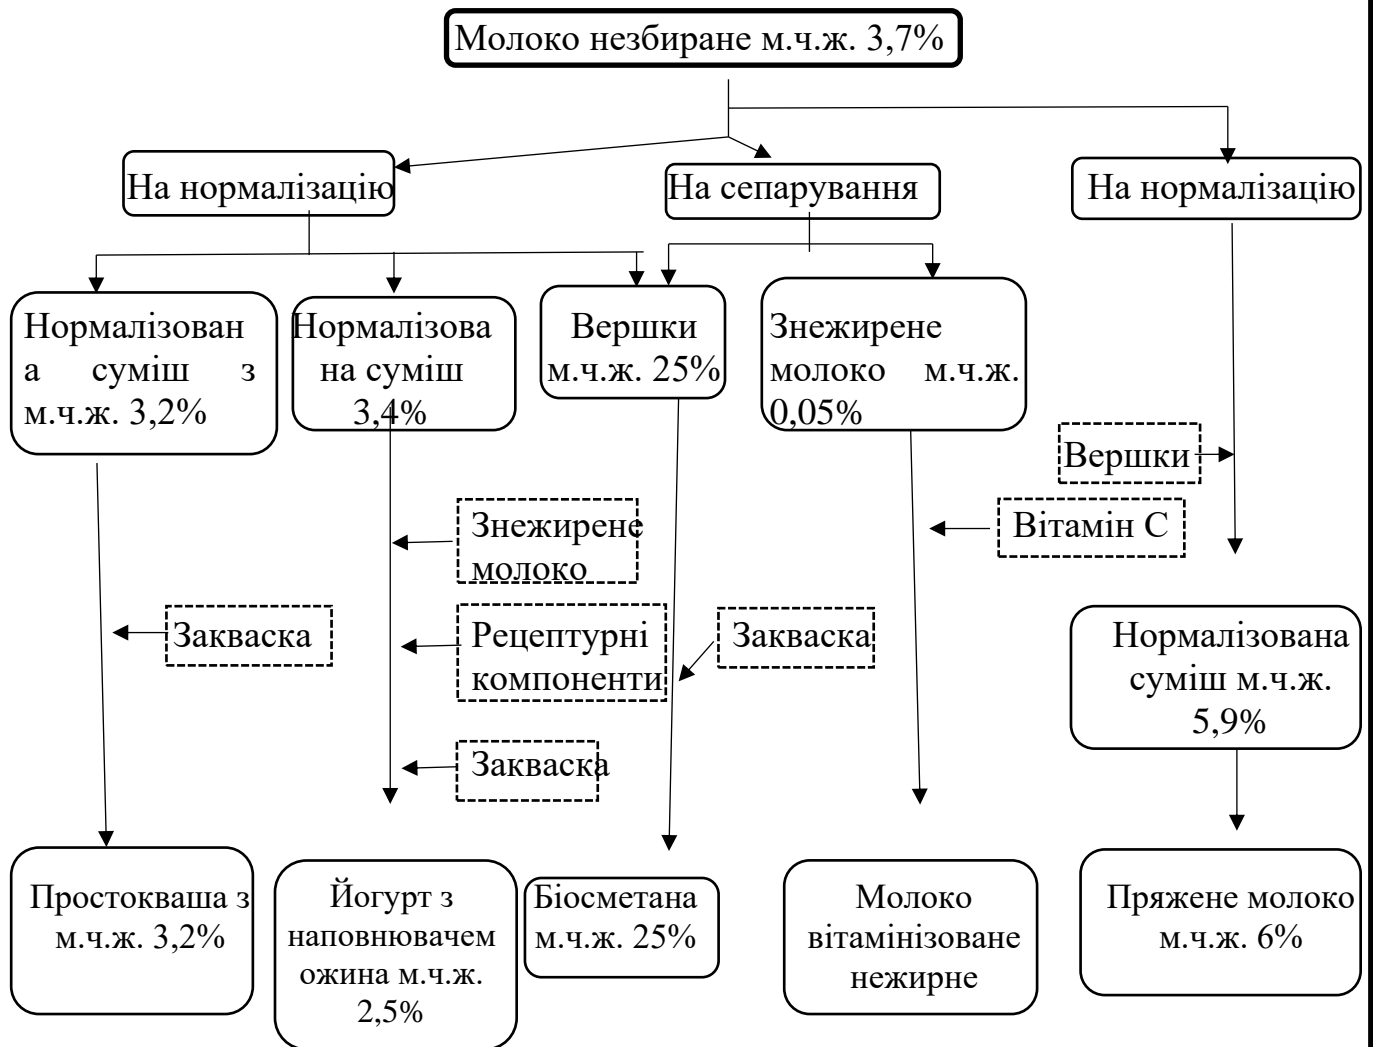 Молоко незбиране м.ч.ж. 3,7%
На нормалізацію
На сепарування
На нормалізацію
Нормалізован
а суміш з
м.ч.ж. 3,2%
Нормалізова
на суміш
3,4%
Вершки
м.ч.ж. 25%
Знежирене
молоко м.ч.ж.
0,05%
Вершки
Вітамін С
Знежирене
молоко
Закваска
Рецептурні
компоненти
Закваска
Закваска
Нормалізована
суміш м.ч.ж.
5,9%
Простокваша з
м.ч.ж. 3,2%
Йогурт з
наповнювачем
ожина м.ч.ж.
2,5%
Біосметана
м.ч.ж. 25%
Молоко
вітамінізоване
нежирне
Пряжене молоко
м.ч.ж. 6%